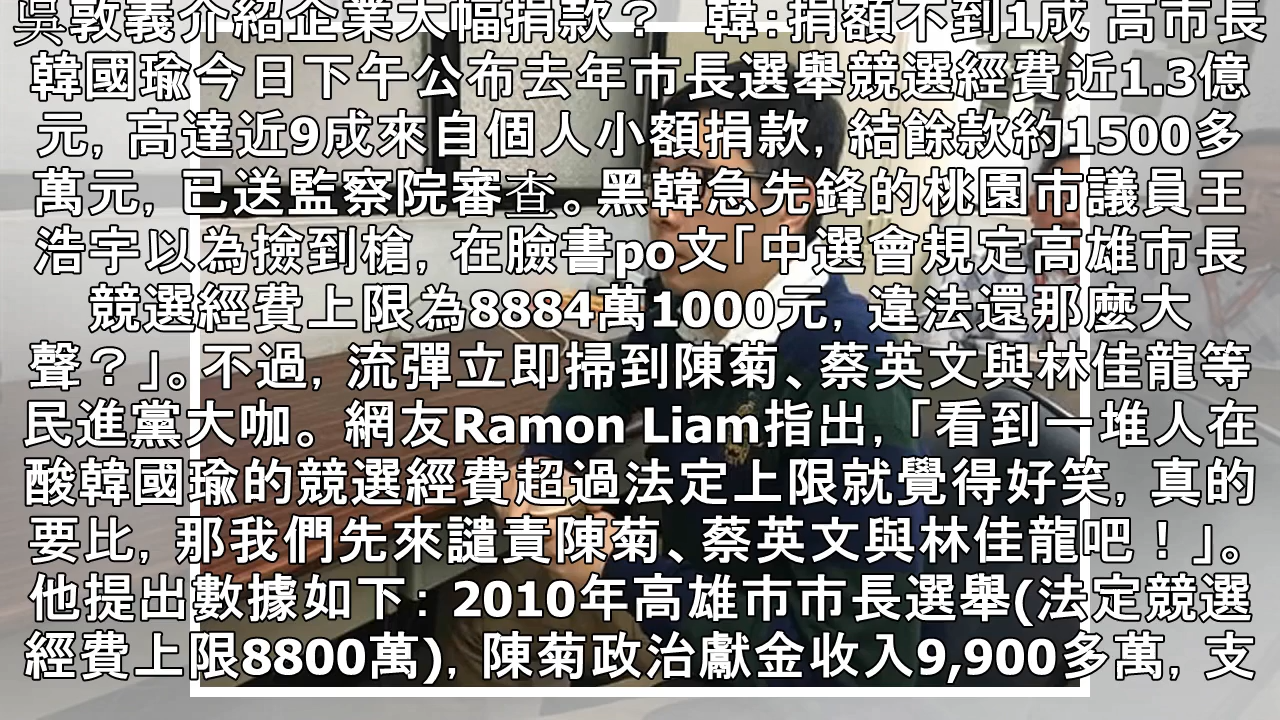 吳敦義介紹企業大幅捐款？ 韓：捐額不到1成 高市長
韓國瑜今日下午公布去年市長選舉競選經費近1.3億
元，高達近9成來自個人小額捐款，結餘款約1500多
萬元，已送監察院審查。黑韓急先鋒的桃園市議員王
浩宇以為撿到槍，在臉書po文「中選會規定高雄市長
競選經費上限為8884萬1000元，違法還那麼大
聲？」。不過，流彈立即掃到陳菊、蔡英文與林佳龍等
民進黨大咖。網友Ramon Liam指出，「看到一堆人在
酸韓國瑜的競選經費超過法定上限就覺得好笑，真的
要比，那我們先來譴責陳菊、蔡英文與林佳龍吧！」。
他提出數據如下：2010年高雄市市長選舉(法定競選
經費上限8800萬)，陳菊政治獻金收入9,900多萬，支